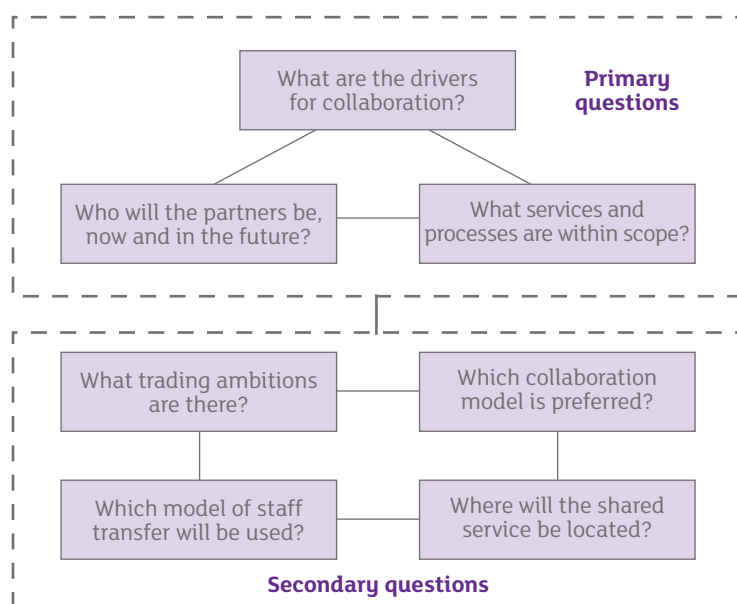 What are the drivers
for collaboration?
Primary
questions
Who will the partners be,
now and in the future?
What services and
processes are within scope?
What trading ambitions
are there?
Which collaboration
model is preferred?
Which model of staff
transfer will be used?
Where will the shared
service be located?
Secondary questions